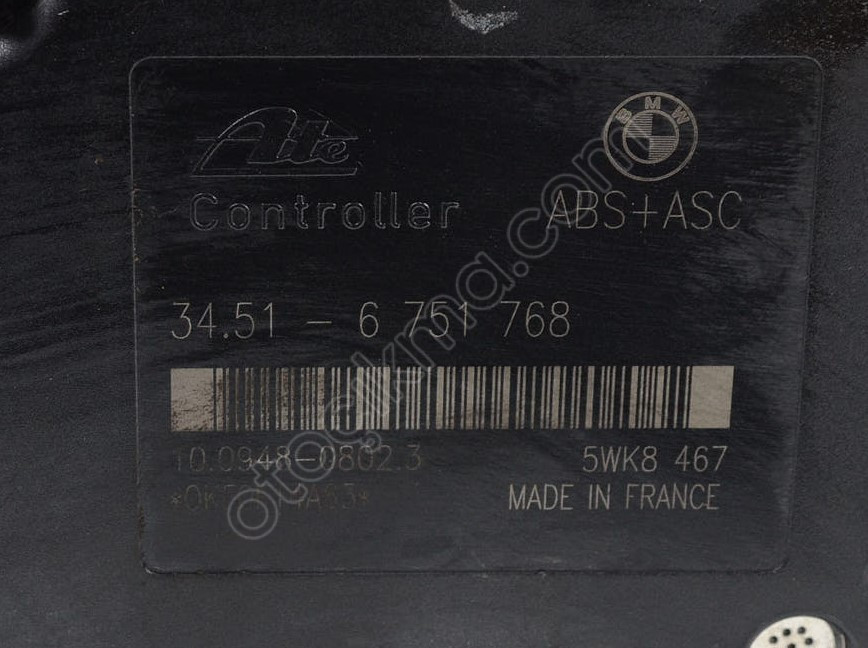 Ate
BMW
Controller
ABS+ASC
34.51 - 6 751 768
10.0948-0802.3
5WK8 467
MADE IN FRANCE
otocikma.com